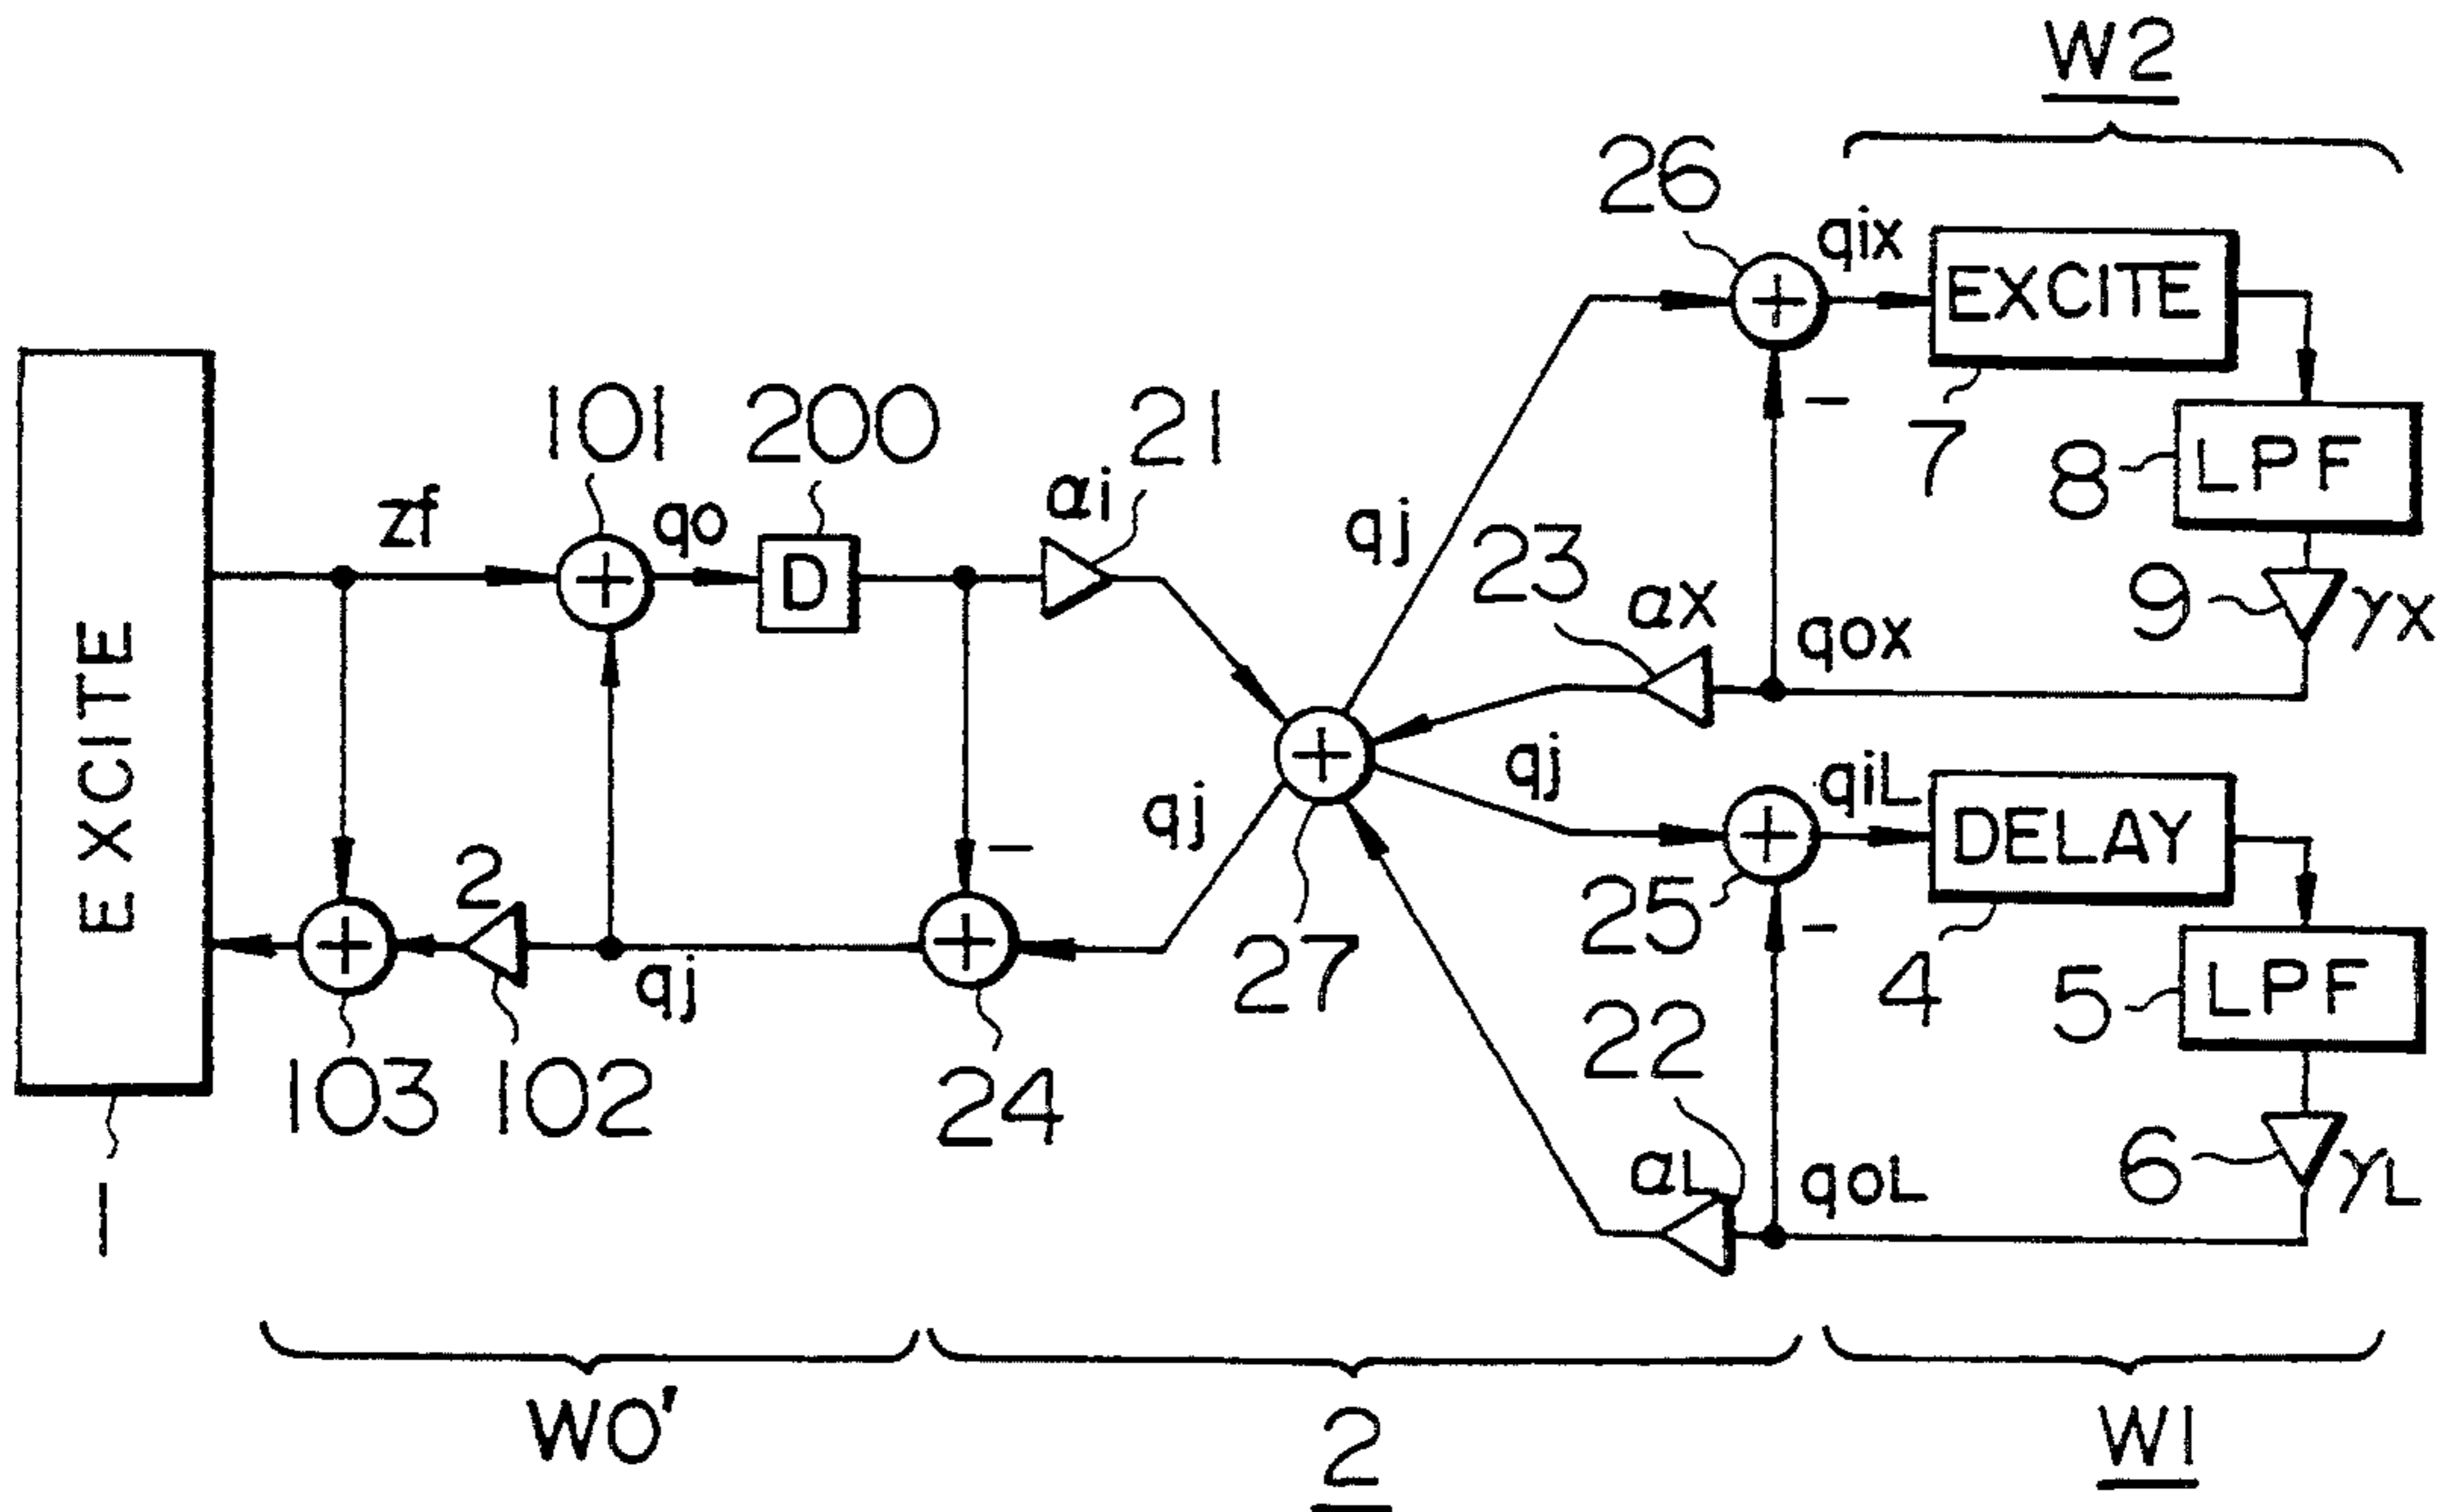 W2
26
qix
EXCITE
7
8
LPF
9
γX
101
200
21
zf
qo
D
αi
qj
23
αX
qox
EXCITE
qj
qj
qiL
DELAY
25
4
5
LPF
2
qj
27
22
103
102
24
αL
qoL
6
γL
1
W0'
2
W1